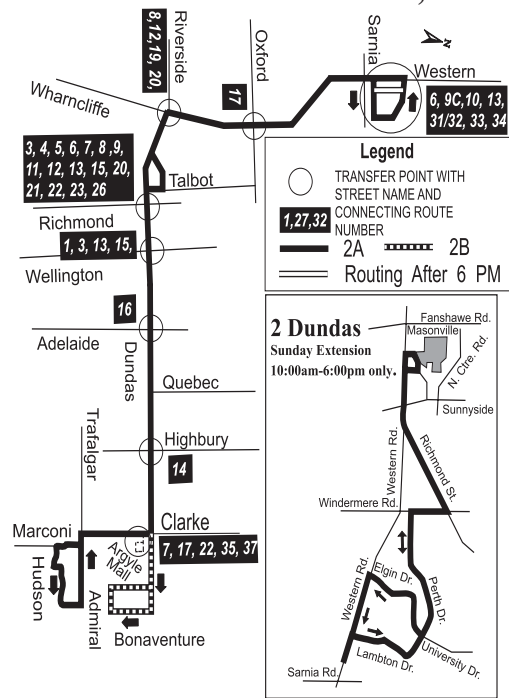 8,12,19, 20,
Riverside
Oxford
Sarnia
N
Western
Wharncliffe
17
6, 9C,10, 13,
31/32, 33, 34
3, 4, 5, 6, 7, 8 ,9,
11, 12, 13, 15, 20,
21, 22, 23, 26
Talbot
Richmond
1, 3, 13, 15,
Wellington
16
Adelaide
Dundas
Quebec
Trafalgar
Highbury
14
Marconi
Clarke
7, 17, 22, 35, 37
Argyle
Mall
Hudson
Admiral
Bonaventure
Legend
TRANSFER POINT WITH
STREET NAME AND
CONNECTING ROUTE
NUMBER
1,27,32
2A
2B
Routing After 6 PM
2 Dundas
Sunday Extension
10:00am-6:00pm only.
Fanshawe Rd.
Masonville
N. Ctre. Rd.
Sunnyside
Western Rd.
Richmond St.
Windermere Rd.
Western Rd.
Elgin Dr.
Perth Dr.
University Dr.
Lambton Dr.
Sarnia Rd.